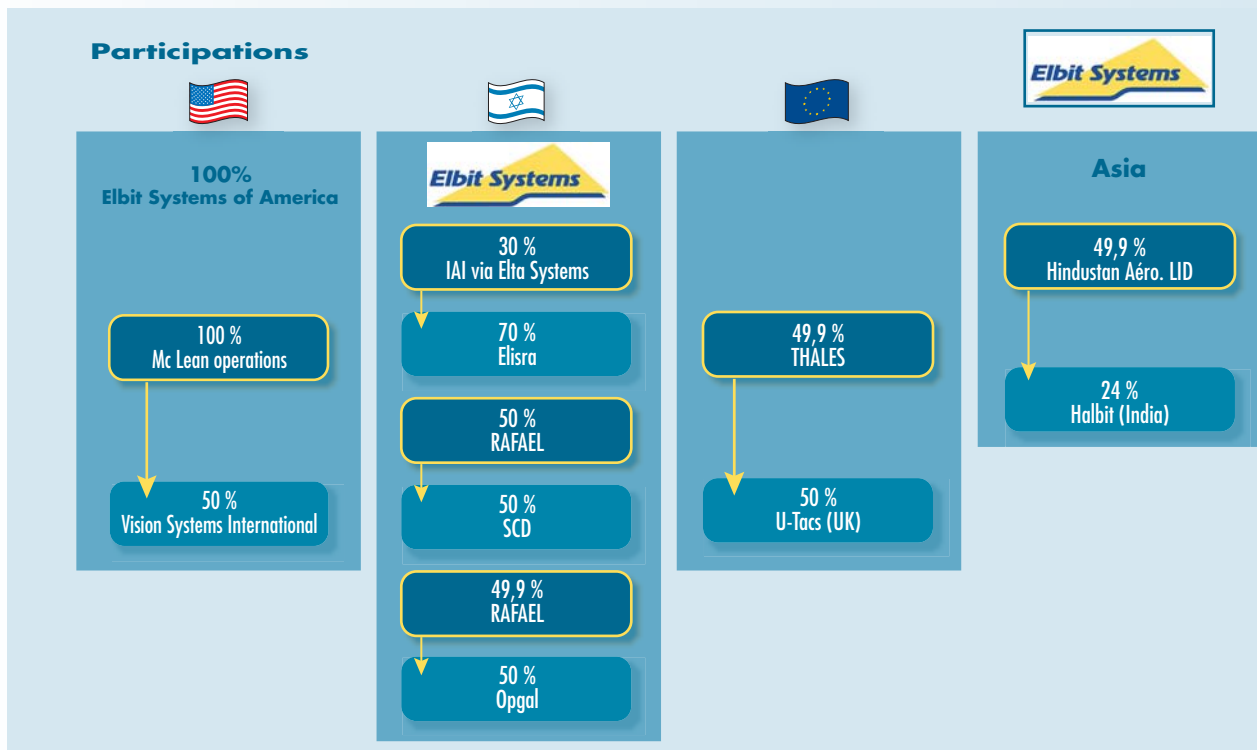 Participations
Elbit Systems
100%
Elbit Systems of America
100 %
Mc Lean operations
50 %
Vision Systems International
Elbit Systems
30 %
IAI via Elta Systems
70 %
Elisra
50 %
RAFAEL
50 %
SCD
49,9 %
RAFAEL
50 %
Opgal
49,9 %
THALES
50 %
U-Tacs (UK)
Asia
49,9 %
Hindustan Aéro. LID
24 %
Halbit (India)